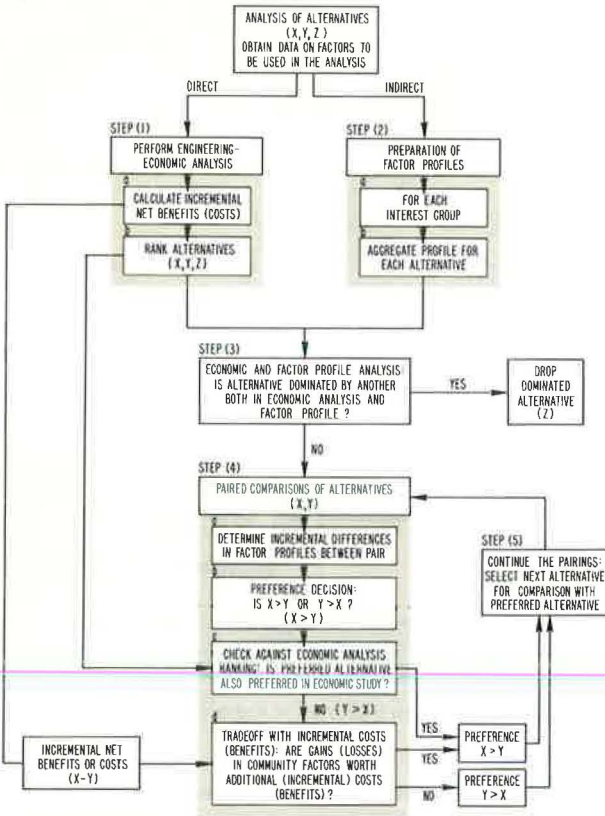 ANALYSIS OF ALTERNATIVES
(X,Y,Z)
OBTAIN DATA ON FACTORS TO
BE USED IN THE ANALYSIS
DIRECT
INDIRECT
STEP (1)
PERFORM ENGINEERING-
ECONOMIC ANALYSIS
CALCULATE INCREMENTAL
NET BENEFITS (COSTS)
RANK ALTERNATIVES
(X,Y,Z)
STEP (2)
PREPARATION OF
FACTOR PROFILES
FOR EACH
INTEREST GROUP
AGGREGATE PROFILE FOR
EACH ALTERNATIVE
STEP (3)
ECONOMIC AND FACTOR PROFILE ANALYSIS:
IS ALTERNATIVE DOMINATED BY ANOTHER
BOTH IN ECONOMIC ANALYSIS AND
FACTOR PROFILE ?
YES
DROP
DOMINATED
ALTERNATIVE
(Z)
NO
STEP (4)
PAIRED COMPARISONS OF ALTERNATIVES
(X,Y)
DETERMINE INCREMENTAL DIFFERENCES
IN FACTOR PROFILES BETWEEN PAIR
PREFERENCE DECISION:
IS X>Y OR Y>X ?
(X>Y)
CHECK AGAINST ECONOMIC ANALYSIS
RANKING: IS PREFERRED ALTERNATIVE
ALSO PREFERRED IN ECONOMIC STUDY ?
NO (Y>X)
TRADEOFF WITH INCREMENTAL COSTS
(BENEFITS): ARE GAINS (LOSSES)
IN COMMUNITY FACTORS WORTH
ADDITIONAL (INCREMENTAL) COSTS
(BENEFITS) ?
INCREMENTAL NET
BENEFITS OR COSTS
(X-Y)
YES
YES
NO
PREFERENCE
X > Y
PREFERENCE
Y > X
STEP (5)
CONTINUE THE PAIRINGS:
SELECT NEXT ALTERNATIVE
FOR COMPARISON WITH
PREFERRED ALTERNATIVE